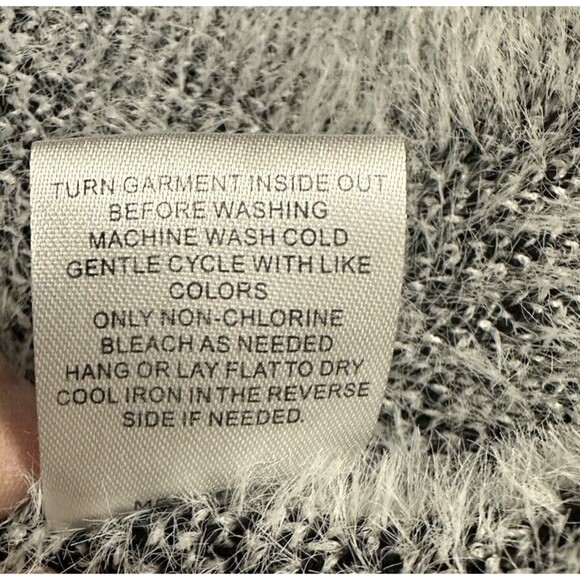 TURN GARMENT INSIDE OUT
BEFORE WASHING
MACHINE WASH COLD
GENTLE CYCLE WITH LIKE
COLORS
ONLY NON-CHLORINE
BLEACH AS NEEDED
HANG OR LAY FLAT TO DRY
COOL IRON IN THE REVERSE
SIDE IF NEEDED.